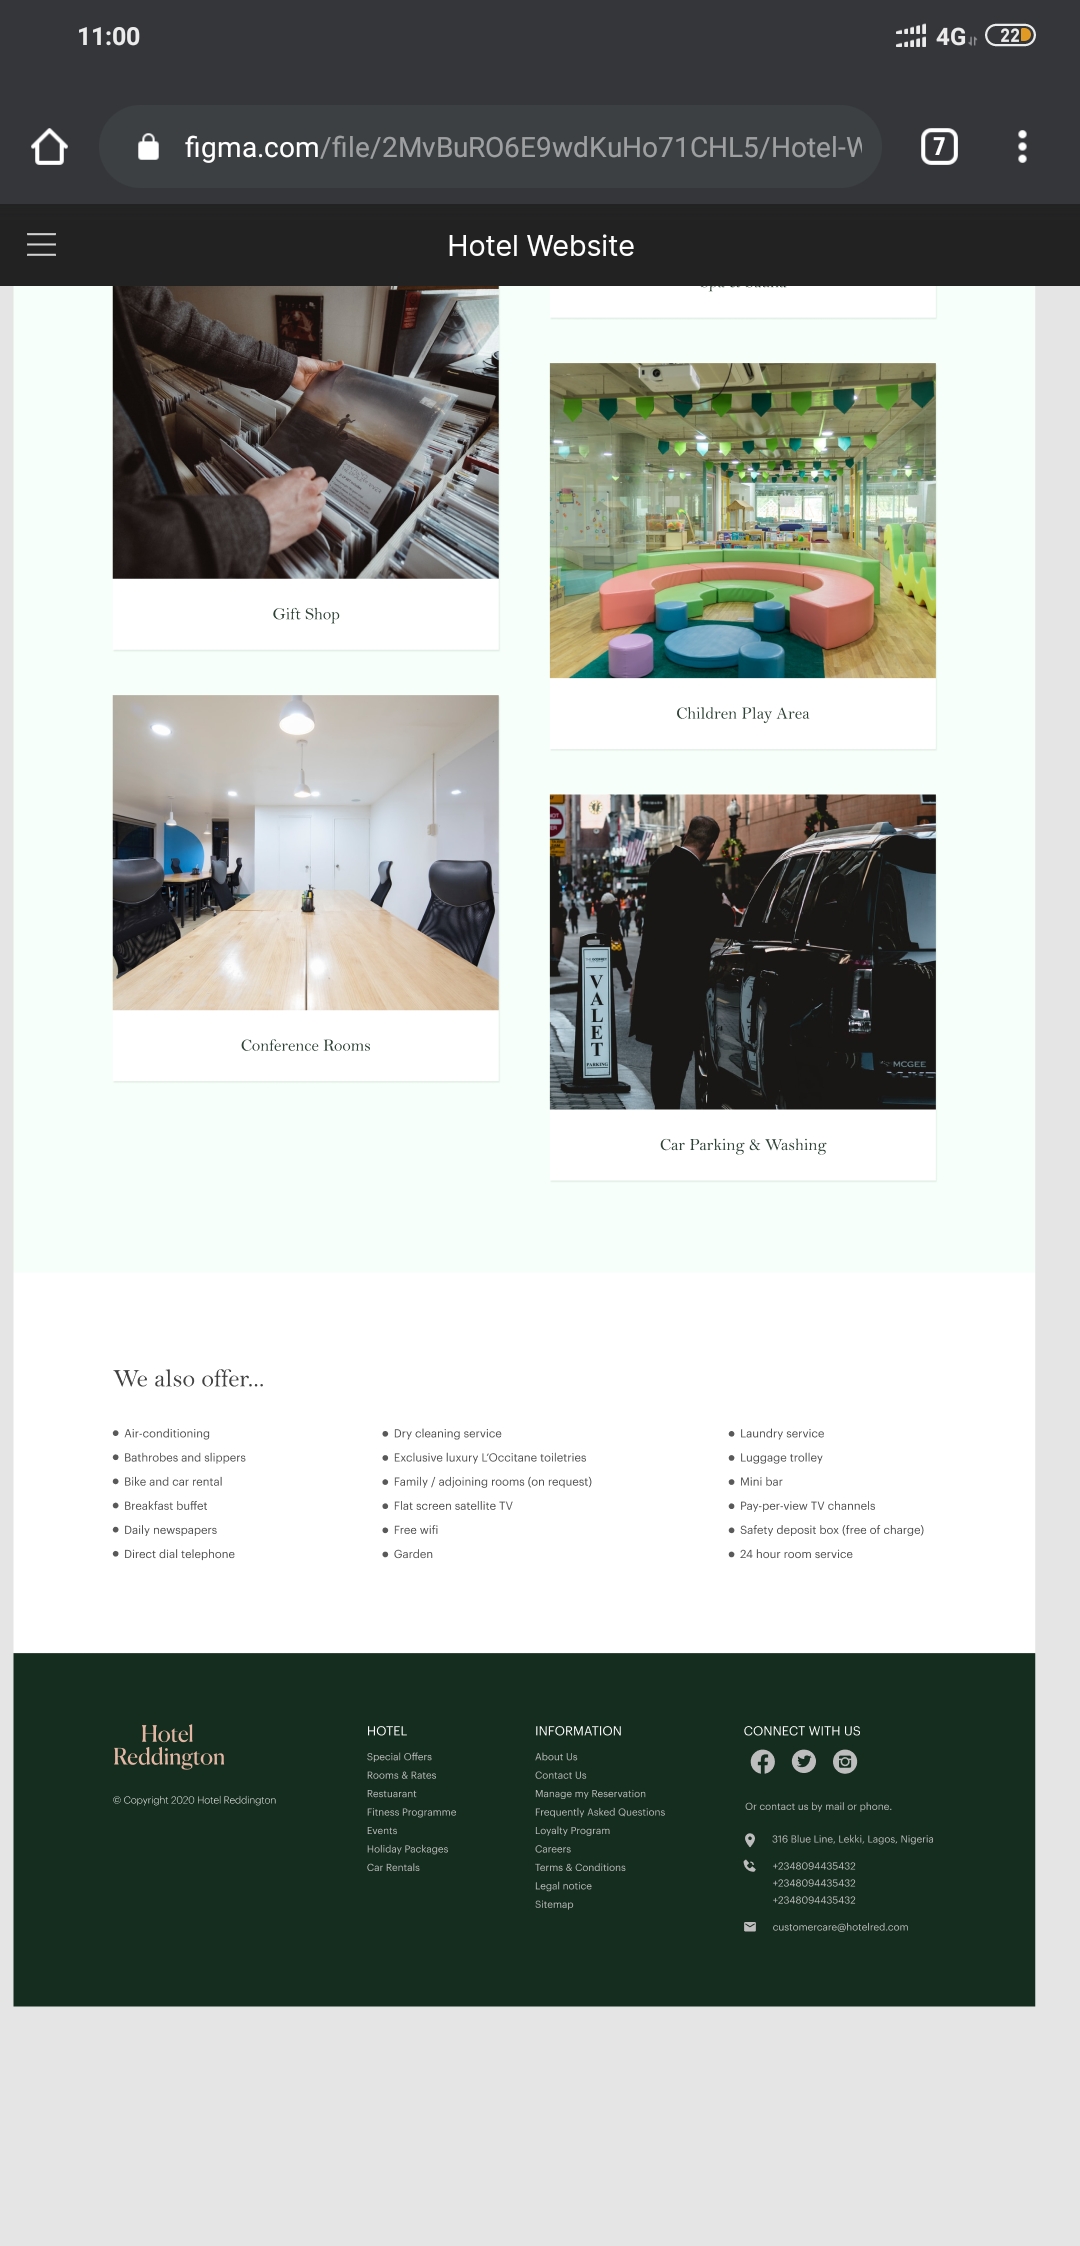 11:00
4G
22
figma.com/file/2MvBuRO6E9wdKuHo71CHL5/Hotel-W
7
Hotel Website
Spa & Sauna
Gift Shop
Children Play Area
Conference Rooms
VALET
PARKING
MCGEE
Car Parking & Washing
We also offer...
Air-conditioning
Bathrobes and slippers
Bike and car rental
Breakfast buffet
Daily newspapers
Direct dial telephone
Dry cleaning service
Exclusive luxury L'Occitane toiletries
Family / adjoining rooms (on request)
Flat screen satellite TV
Free wifi
Garden
Laundry service
Luggage trolley
Mini bar
Pay-per-view TV channels
Safety deposit box (free of charge)
24 hour room service
Hotel
Reddington
© Copyright 2020 Hotel Reddington
HOTEL
Special Offers
Rooms & Rates
Restuarant
Fitness Programme
Events
Holiday Packages
Car Rentals
INFORMATION
About Us
Contact Us
Manage my Reservation
Frequently Asked Questions
Loyalty Program
Careers
Terms & Conditions
Legal notice
Sitemap
CONNECT WITH US
Or contact us by mail or phone.
316 Blue Line, Lekki, Lagos, Nigeria
+2348094435432
+2348094435432
+2348094435432
customercare@hotelred.com